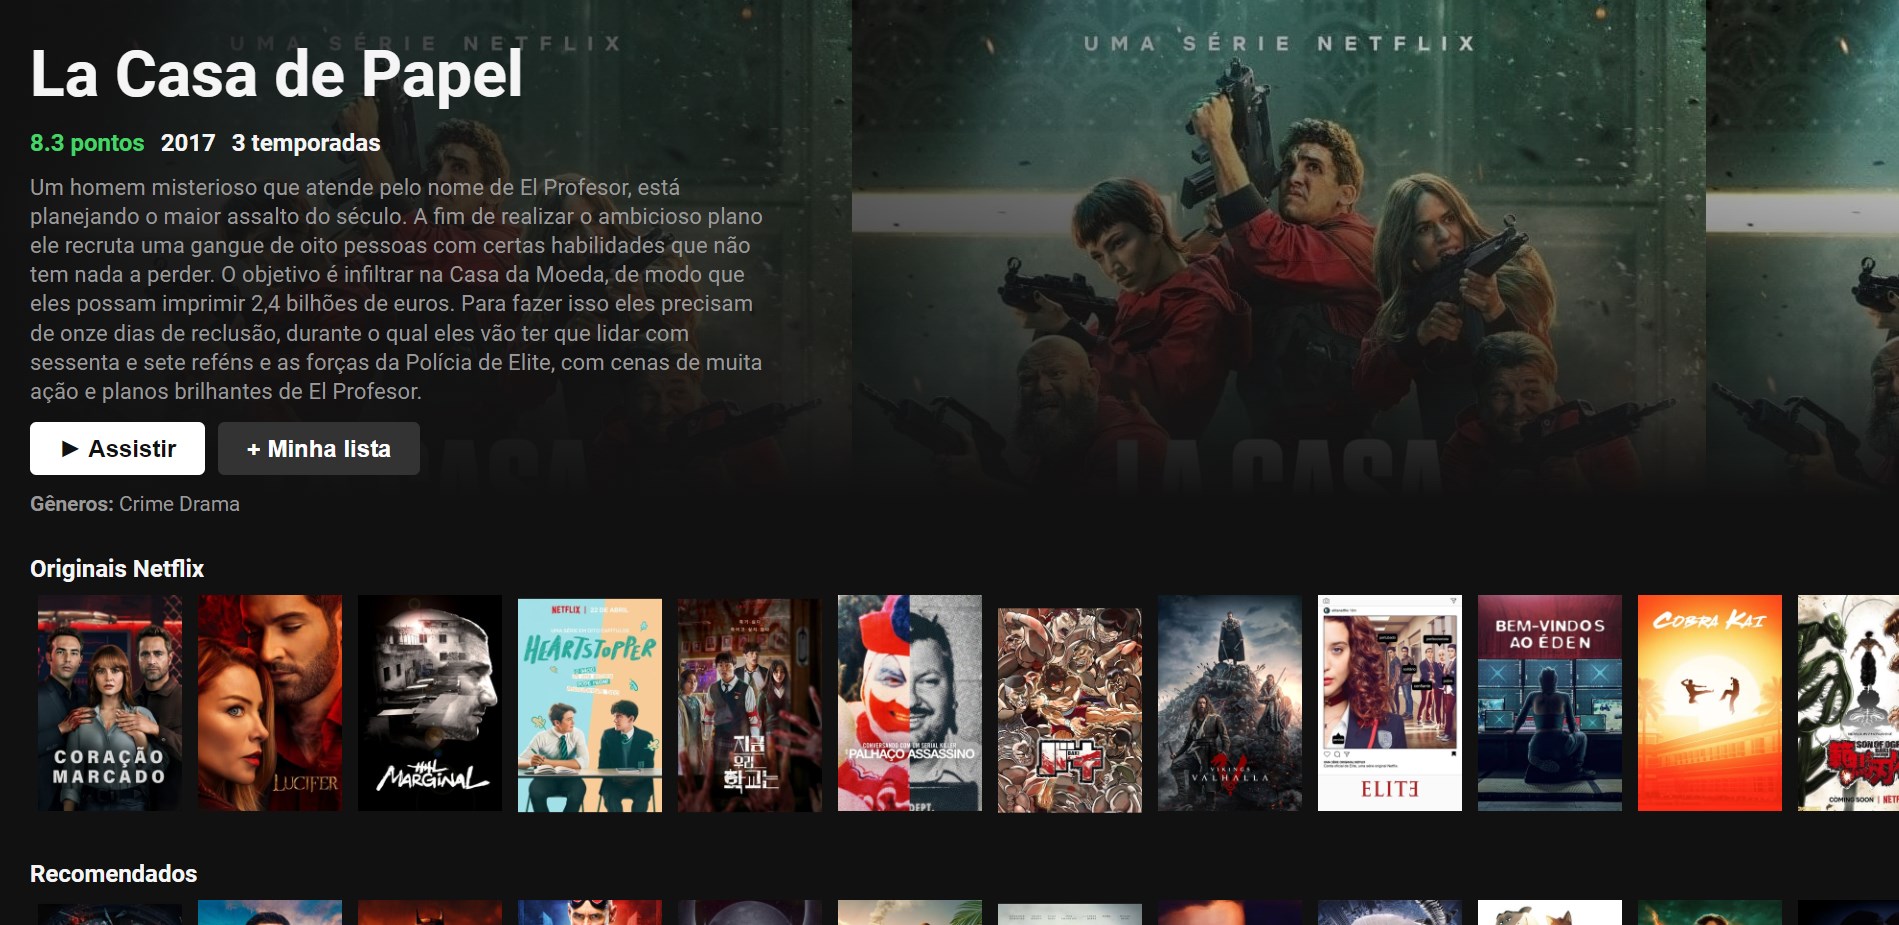 UMA SÉRIE NETFLIX
UMA SÉRIE NETFLIX
La Casa de Papel
8.3 pontos 2017 3 temporadas
Um homem misterioso que atende pelo nome de El Profesor, está
planejando o maior assalto do século. A fim de realizar o ambicioso plano
ele recruta uma gangue de oito pessoas com certas habilidades que não
tem nada a perder. O objetivo é infiltrar na Casa da Moeda, de modo que
eles possam imprimir 2,4 bilhões de euros. Para fazer isso eles precisam
de onze dias de reclusão, durante o qual eles vão ter que lidar com
sessenta e sete reféns e as forças da Polícia de Elite, com cenas de muita
ação e planos brilhantes de El Profesor.
► Assistir
+ Minha lista
CASA
LA CASA
Gêneros: Crime Drama
Originais Netflix
CORAÇÃO
MARCADO
LUCIFER
MARGINAL
NETFLIX | 22 DE ABRIL
HEARTSTOPPER
지금
우리
학교는
CONVERSANDO COM UM SERIAL KILLER
PALHAÇO ASSASSINO
DEPT.
BAKI
VIKINGS
VALHALLA
ELITE
BEM-VINDOS
AO ÉDEN
COBRA KAI
SON OF OGRE
COMING SOON | NETF
Recomendados